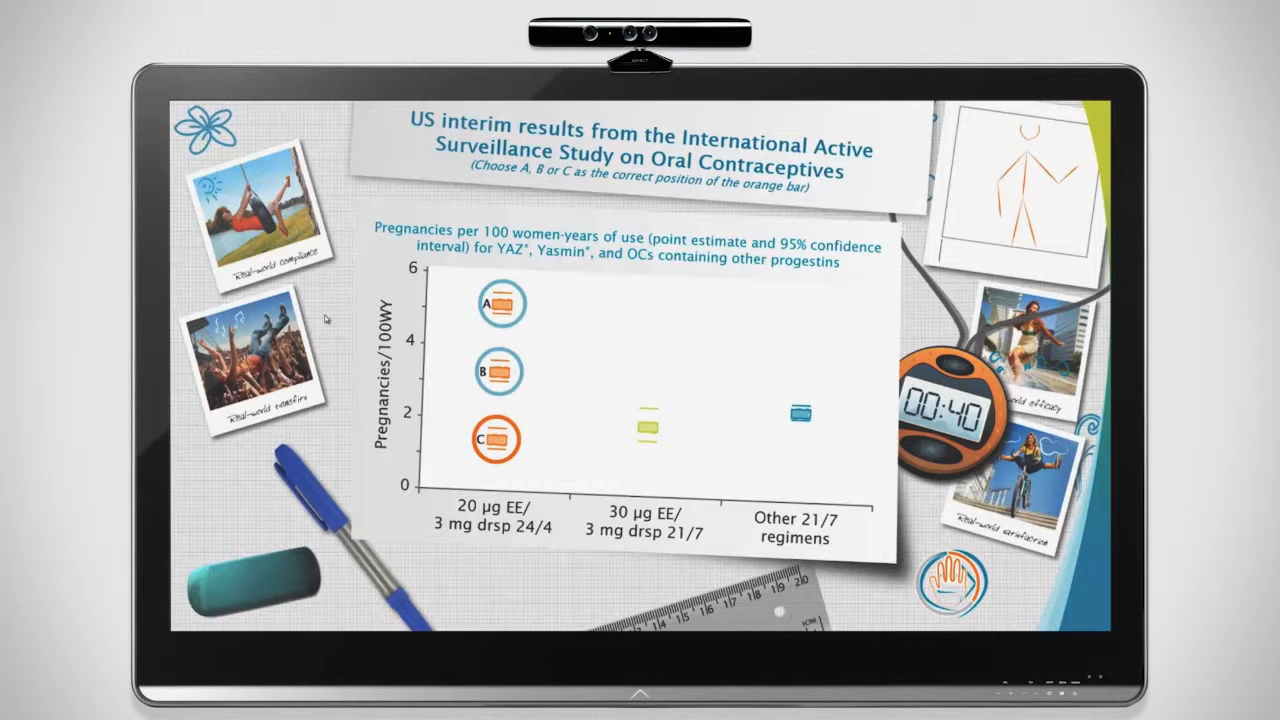 US interim results from the International Active
Surveillance Study on Oral Contraceptives
(Choose A, B or C as the correct position of the orange bar)
Real-world compliance
Pregnancies per 100 women-years of use (point estimate and 95% confidence
interval) for YAZ®, Yasmin®, and OCs containing other progestins
Pregnancies/100WY
6
4
2
0
A
B
C
20 µg EE/
3 mg drsp 24/4
30 µg EE/
3 mg drsp 21/7
Other 21/7
regimens
Real-world benefits
00:40
world efficacy
Real-world satisfaction
14 15 16 17 18 19 20